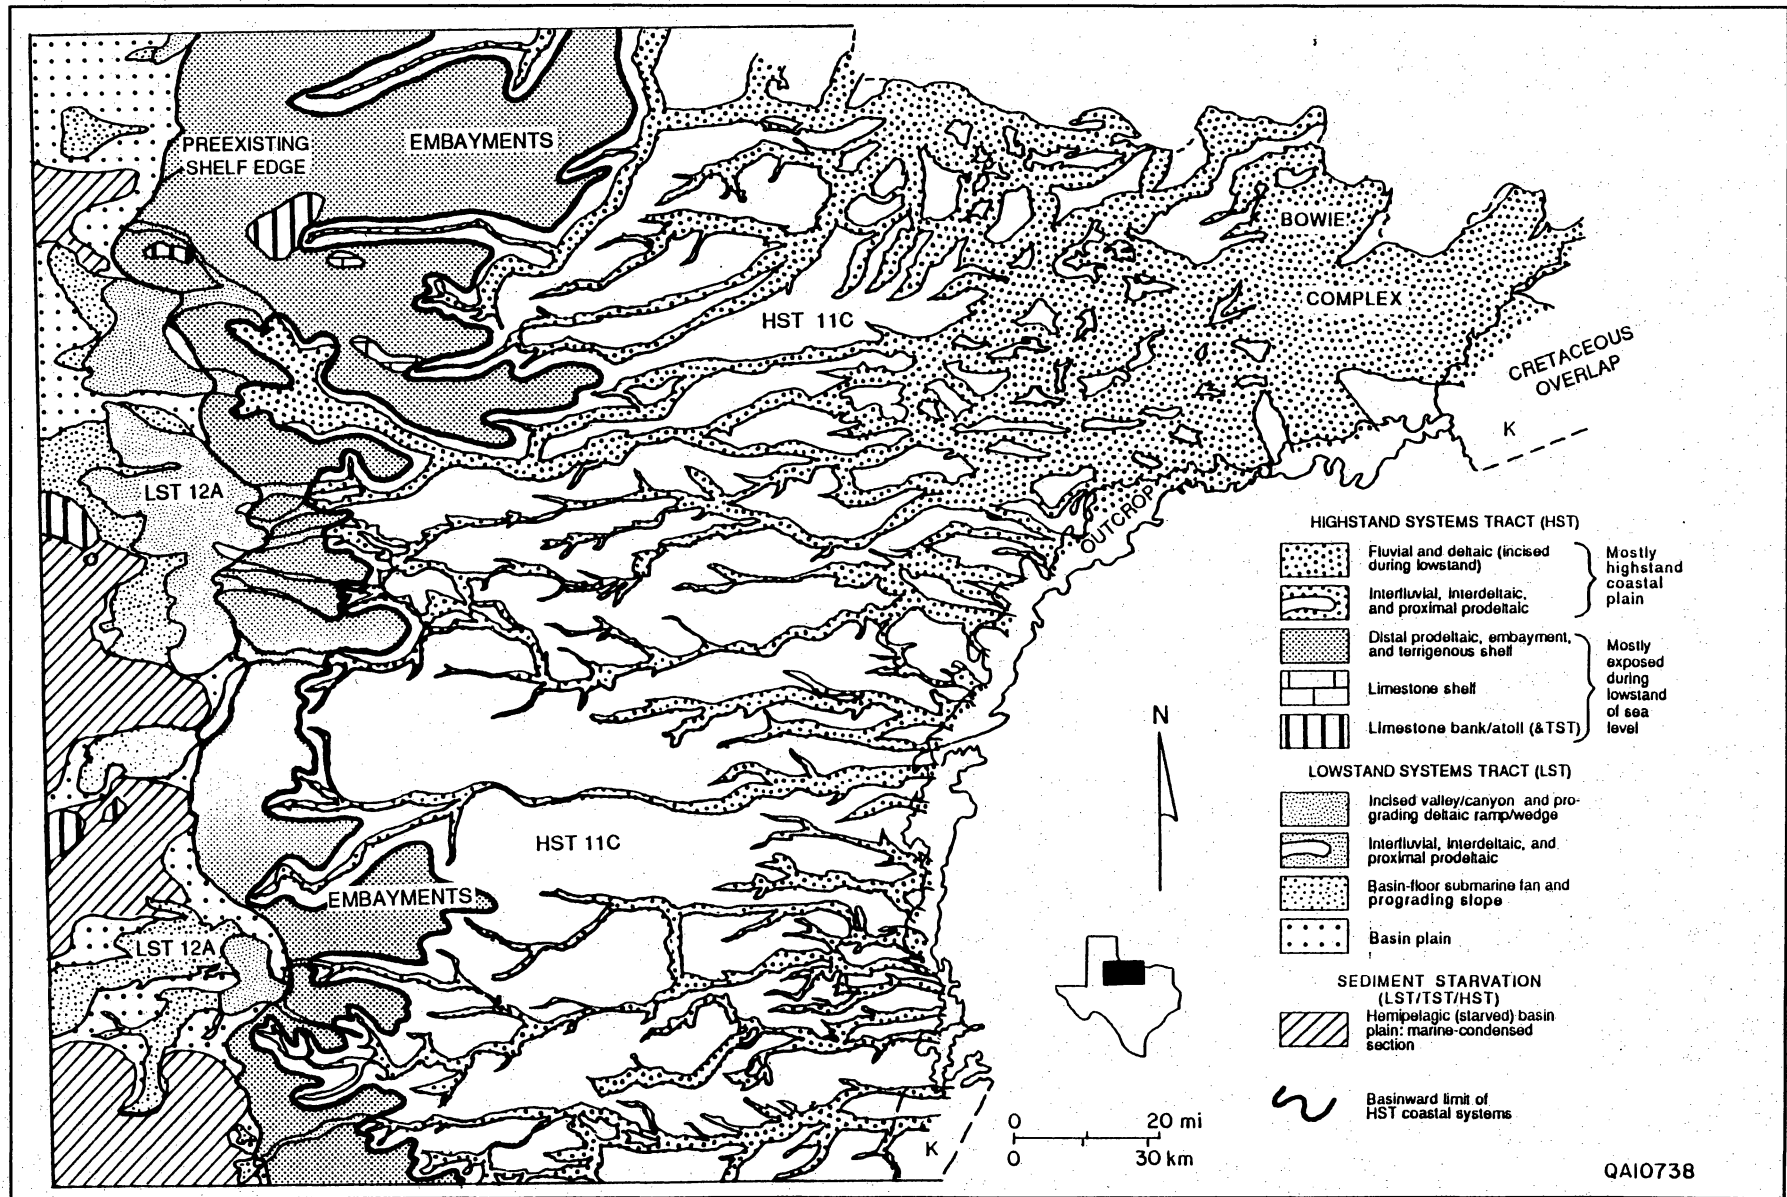 PREEXISTING
SHELF EDGE
EMBAYMENTS
BOWIE
COMPLEX
HST 11C
CRETACEOUS
OVERLAP
K
LST 12A
OUTCROP
HST 11C
EMBAYMENTS
LST 12A
K
HIGHSTAND SYSTEMS TRACT (HST)
Fluvial and deltaic (incised
during lowstand)
Interfluvial, interdeltaic,
and proximal prodeltaic
Mostly
highstand
coastal
plain
Distal prodeltaic, embayment,
and terrigenous shelf
Limestone shelf
Limestone bank/atoll (&TST)
Mostly
exposed
during
lowstand
of sea
level
LOWSTAND SYSTEMS TRACT (LST)
Incised valley/canyon and pro-
grading deltaic ramp/wedge
Interfluvial, interdeltaic, and
proximal prodeltaic
Basin-floor submarine fan and
prograding slope
Basin plain
SEDIMENT STARVATION
(LST/TST/HST)
Hemipelagic (starved) basin
plain: marine-condensed
section
Basinward limit of
HST coastal systems
N
0 20 mi
0 30 km
QA10738